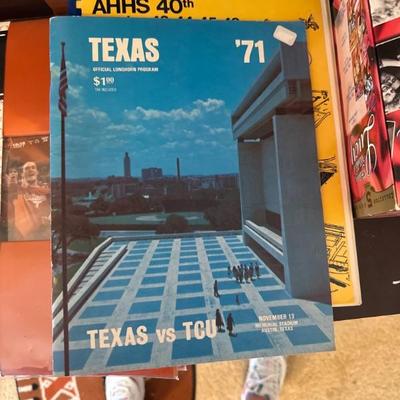 AHHS 40th
TEXAS
'71
OFFICIAL LONGHORN PROGRAM
$1.00
TAX INCLUDED
TEXAS vs TCU
NOVEMBER 13
MEMORIAL STADIUM
AUSTIN, TEXAS